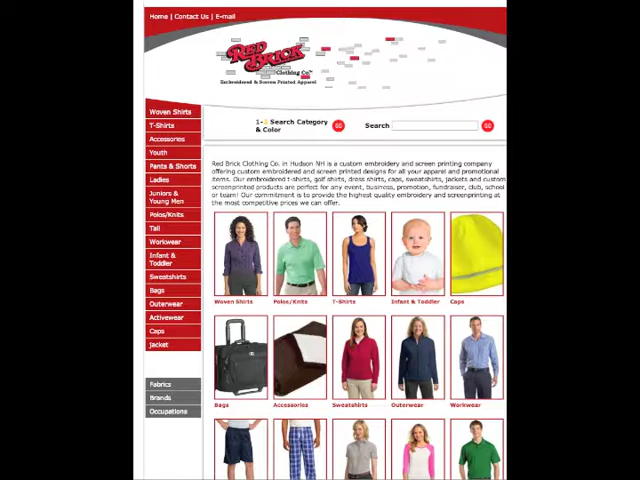 Home | Contact Us | E-mail
RED BRICK
Clothing Co.™
Embroidered & Screen Printed Apparel
1-2 Search Category
& Color
GO
Search
GO
Woven Shirts
T-Shirts
Accessories
Youth
Pants & Shorts
Ladies
Juniors &
Young Men
Polos/Knits
Tall
Workwear
Infant &
Toddler
Sweatshirts
Bags
Outerwear
Activewear
Caps
Jacket
Fabrics
Brands
Occupations
Red Brick Clothing Co. in Hudson NH is a custom embroidery and screen printing company
offering custom embroidered and screen printed designs for all your apparel and promotional
items. Our embroidered t-shirts, golf shirts, dress shirts, caps, sweatshirts, jackets and custom
screenprinted products are perfect for any event, business, promotion, fundraiser, club, school
or team! Our commitment is to provide the highest quality embroidery and screenprinting at
the most competitive prices we can offer.
Woven Shirts
Polos/Knits
T-Shirts
Infant & Toddler
Caps
Bags
Accessories
Sweatshirts
Outerwear
Workwear